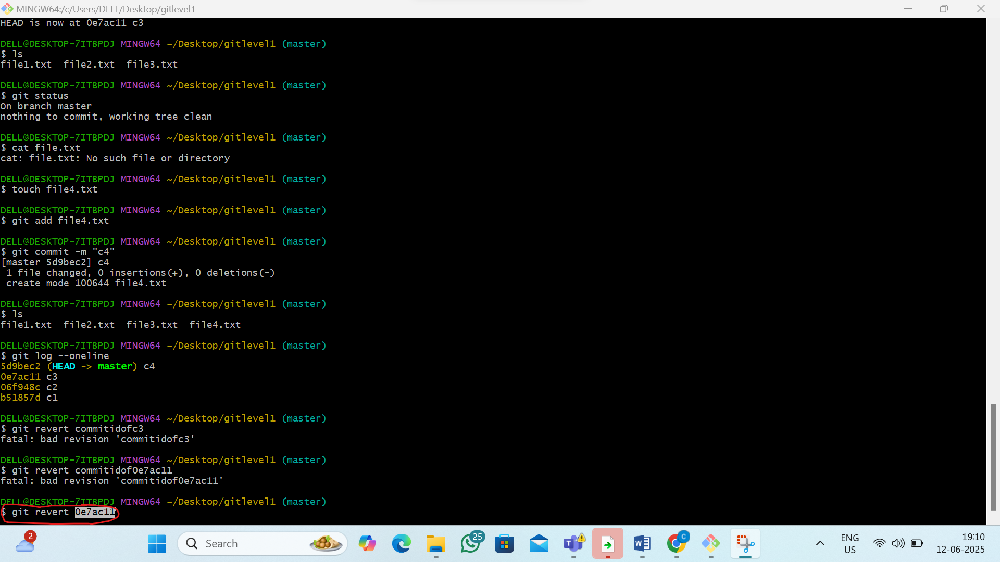 MINGW64:/c/Users/DELL/Desktop/gitlevel1
HEAD is now at 0e7ac11 c3
DELL@DESKTOP-7ITBPDJ MINGW64 ~/Desktop/gitlevel1 (master)
$ ls
file1.txt  file2.txt  file3.txt
DELL@DESKTOP-7ITBPDJ MINGW64 ~/Desktop/gitlevel1 (master)
$ git status
On branch master
nothing to commit, working tree clean
DELL@DESKTOP-7ITBPDJ MINGW64 ~/Desktop/gitlevel1 (master)
$ cat file.txt
cat: file.txt: No such file or directory
DELL@DESKTOP-7ITBPDJ MINGW64 ~/Desktop/gitlevel1 (master)
$ touch file4.txt
DELL@DESKTOP-7ITBPDJ MINGW64 ~/Desktop/gitlevel1 (master)
$ git add file4.txt
DELL@DESKTOP-7ITBPDJ MINGW64 ~/Desktop/gitlevel1 (master)
$ git commit -m "c4"
[master 5d9bec2] c4
 1 file changed, 0 insertions(+), 0 deletions(-)
 create mode 100644 file4.txt
DELL@DESKTOP-7ITBPDJ MINGW64 ~/Desktop/gitlevel1 (master)
$ ls
file1.txt  file2.txt  file3.txt  file4.txt
DELL@DESKTOP-7ITBPDJ MINGW64 ~/Desktop/gitlevel1 (master)
$ git log --oneline
5d9bec2 (HEAD -> master) c4
0e7ac11 c3
06f948c c2
b51857d c1
DELL@DESKTOP-7ITBPDJ MINGW64 ~/Desktop/gitlevel1 (master)
$ git revert commitidofc3
fatal: bad revision 'commitidofc3'
DELL@DESKTOP-7ITBPDJ MINGW64 ~/Desktop/gitlevel1 (master)
$ git revert commitidof0e7ac11
fatal: bad revision 'commitidof0e7ac11'
DELL@DESKTOP-7ITBPDJ MINGW64 ~/Desktop/gitlevel1 (master)
$ git revert 0e7ac11
2
Search
25
T
W
C
ENG
US
19:10
12-06-2025